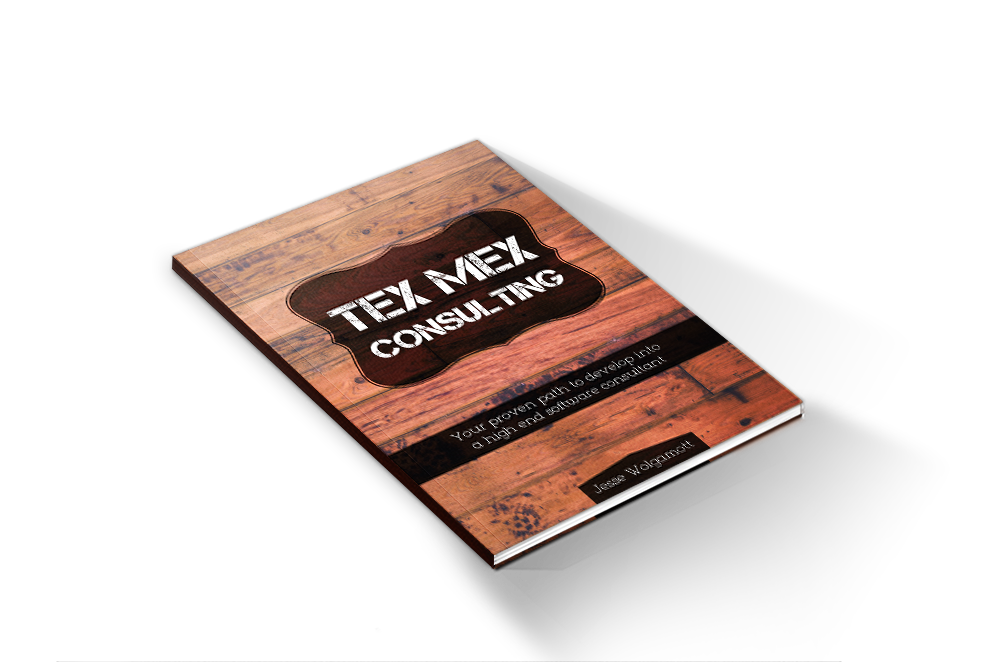 TEX MEX
CONSULTING
Your proven path to develop into
a high end software consultant
Jesse Wolgamott